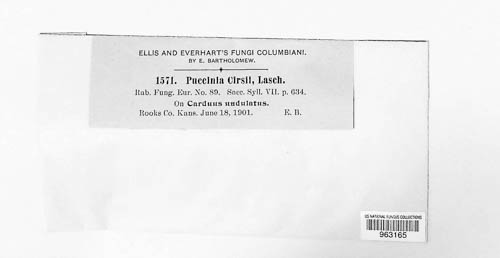 ELLIS AND EVERHART'S FUNGI COLUMBIANI.
BY E. BARTHOLOMEW.
1571. Puccinia Cirsii, Lasch.
Rab. Fung. Eur. No. 89. Sacc. Syll. VII. p. 634.
On Carduus undulatus.
Rooks Co. Kans. June 18, 1901. E. B.
US NATIONAL FUNGUS COLLECTIONS
963165